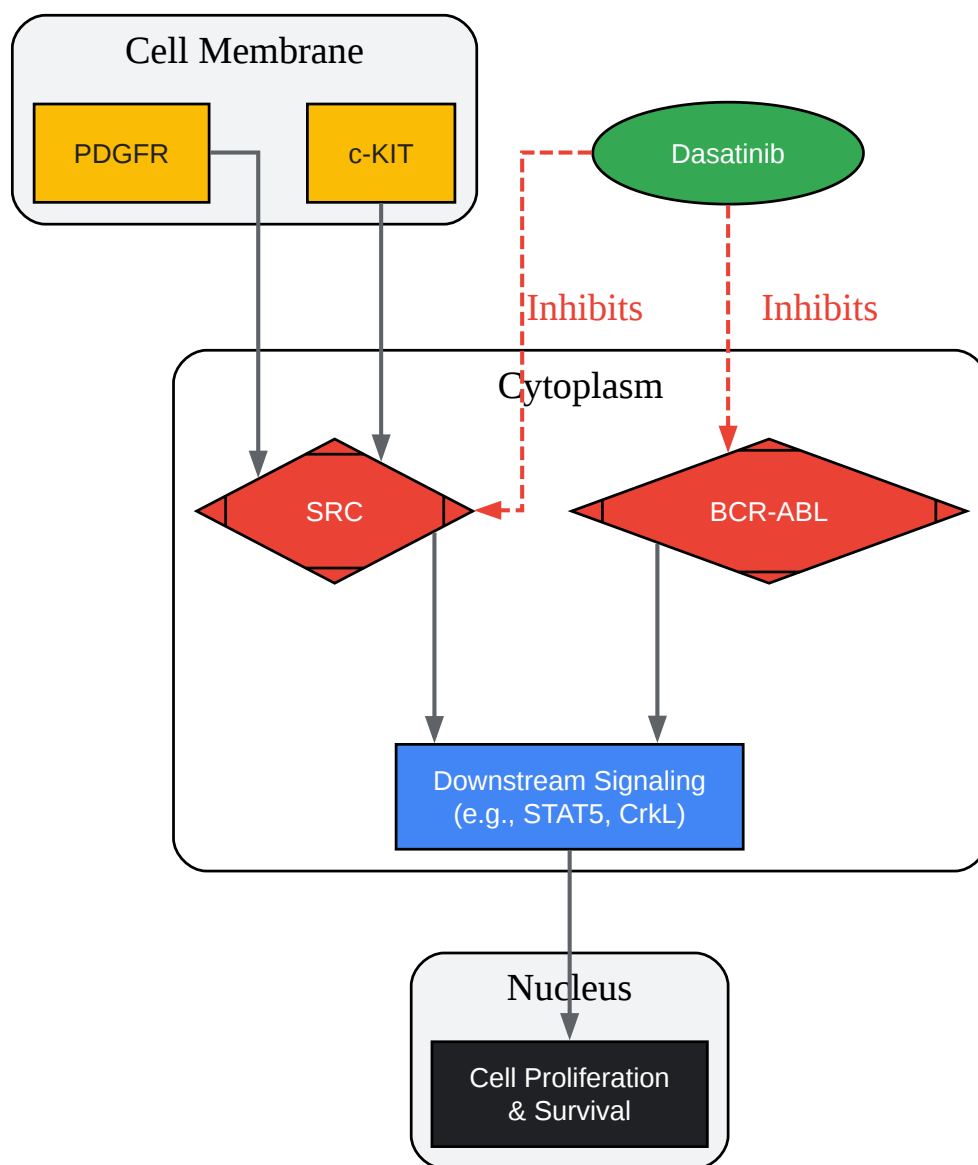 Cell Membrane
PDGFR
c-KIT
Dasatinib
Inhibits
Inhibits
Cytoplasm
SRC
BCR-ABL
Downstream Signaling
(e.g., STAT5, CrkL)
Nucleus
Cell Proliferation
& Survival